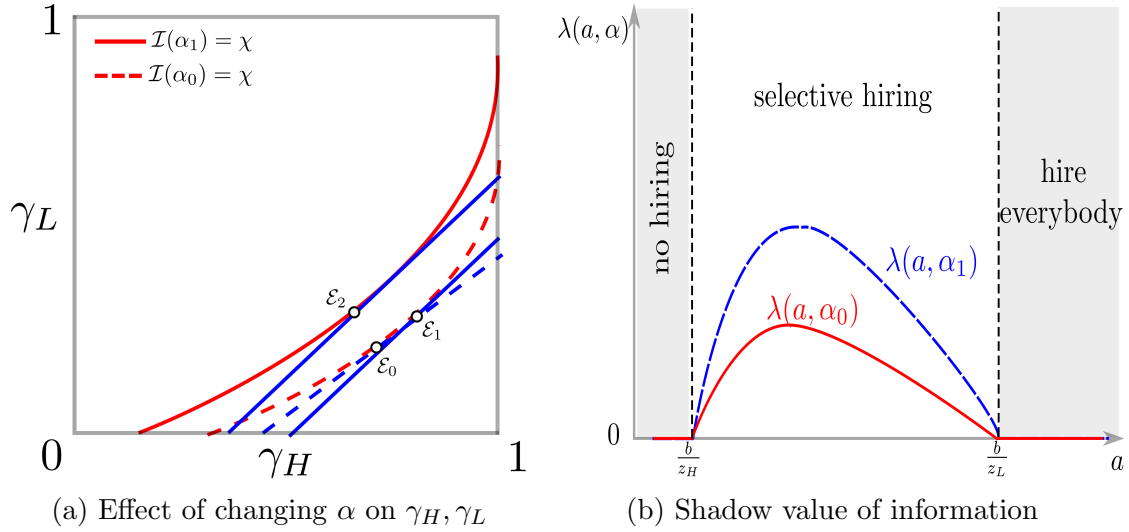 1
𝓘(α₁) = χ
𝓘(α₀) = χ
γ_L
ℰ₂
ℰ₁
ℰ₀
0
γ_H
1
(a) Effect of changing α on γ_H, γ_L
λ(a, α)
selective hiring
no hiring
hire
everybody
λ(a, α₁)
λ(a, α₀)
0
b/z_H
b/z_L
a
(b) Shadow value of information